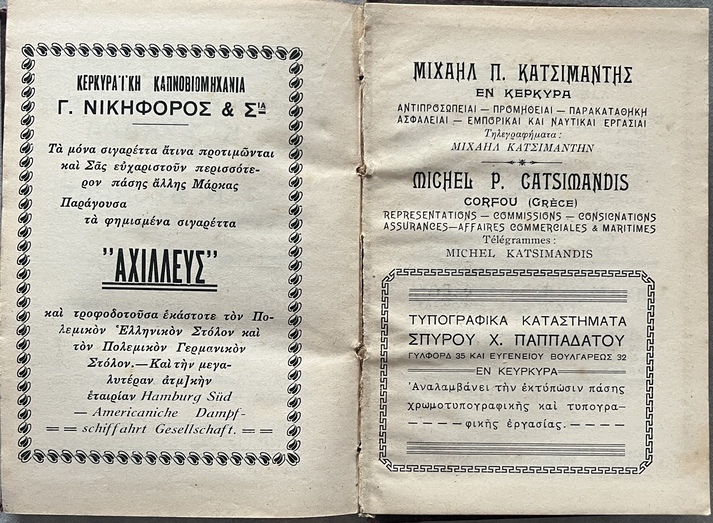 ΚΕΡΚΥΡΑΪΚΗ ΚΑΠΝΟΒΙΟΜΗΧΑΝΙΑ
Γ. ΝΙΚΗΦΟΡΟΣ & ΣΙΑ
Τὰ μόνα σιγαρέττα ἅτινα προτιμῶνται
καὶ Σᾶς εὐχαριστοῦν περισσότε-
ρον πάσης ἄλλης Μάρκας
Παράγουσα
τὰ φημισμένα σιγαρέττα
"ΑΧΙΛΛΕΥΣ"
καὶ τροφοδοτοῦσα ἑκάστοτε τὸν Πο-
λεμικὸν Ἑλληνικὸν Στόλον καὶ
τὸν Πολεμικὸν Γερμανικὸν
Στόλον.—Καὶ τὴν μεγα-
λυτέραν ἀτμ)κὴν
ἑταιρίαν Hamburg Süd
— Americaniche Dampf-
schiffahrt Gesellschaft.
ΜΙΧΑΗΛ Π. ΚΑΤΣΙΜΑΝΤΗΣ
ΕΝ ΚΕΡΚΥΡΑ
ΑΝΤΙΠΡΟΣΩΠΕΙΑΙ — ΠΡΟΜΗΘΕΙΑΙ — ΠΑΡΑΚΑΤΑΘΗΚΗ
ΑΣΦΑΛΕΙΑΙ — ΕΜΠΟΡΙΚΑΙ ΚΑΙ ΝΑΥΤΙΚΑΙ ΕΡΓΑΣΙΑΙ
Τηλεγραφήματα:
ΜΙΧΑΗΛ ΚΑΤΣΙΜΑΝΤΗΝ
MICHEL P. CATSIMANDIS
CORFOU (GRÈCE)
REPRESENTATIONS — COMMISSIONS — CONSIGNATIONS
ASSURANCES—AFFAIRES COMMERCIALES & MARITIMES
Télégrammes:
MICHEL KATSIMANDIS
ΤΥΠΟΓΡΑΦΙΚΑ ΚΑΤΑΣΤΗΜΑΤΑ
ΣΠΥΡΟΥ Χ. ΠΑΠΠΑΔΑΤΟΥ
ΓΥΛΦΟΡΔ 35 ΚΑΙ ΕΥΓΕΝΕΙΟΥ ΒΟΥΛΓΑΡΕΩΣ 32
ΕΝ ΚΕΥΡΚΥΡΑ
Ἀναλαμβάνει τὴν ἐκτύπωσιν πάσης
χρωμοτυπογραφικῆς καὶ τυπογρα-
φικῆς ἐργασίας.